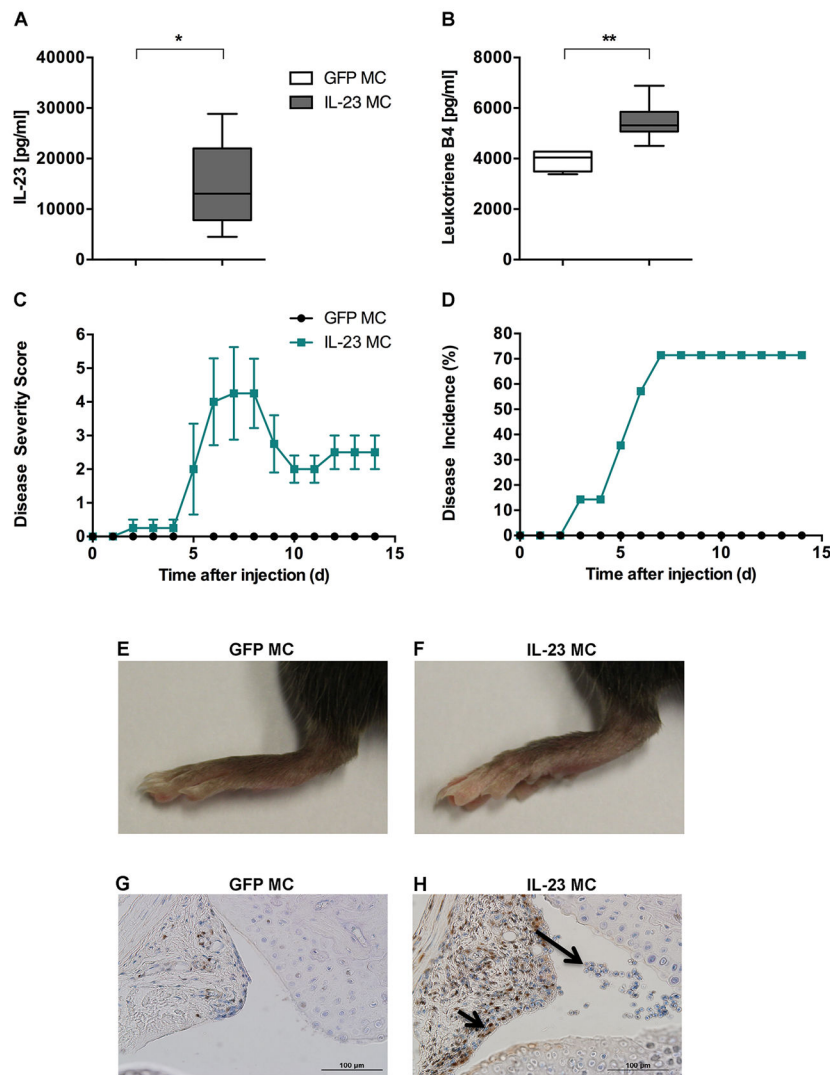 A
B
*
**
IL-23 [pg/ml]
40000
30000
20000
10000
0
GFP MC
IL-23 MC
Leukotriene B4 [pg/ml]
8000
6000
4000
2000
0
C
D
GFP MC
IL-23 MC
Disease Severity Score
6
5
4
3
2
1
0
0 5 10 15
Time after injection (d)
Disease Incidence (%)
80
70
60
50
40
30
20
10
0
0 5 10 15
Time after injection (d)
E GFP MC
F IL-23 MC
G GFP MC
H IL-23 MC
100 µm
100 µm